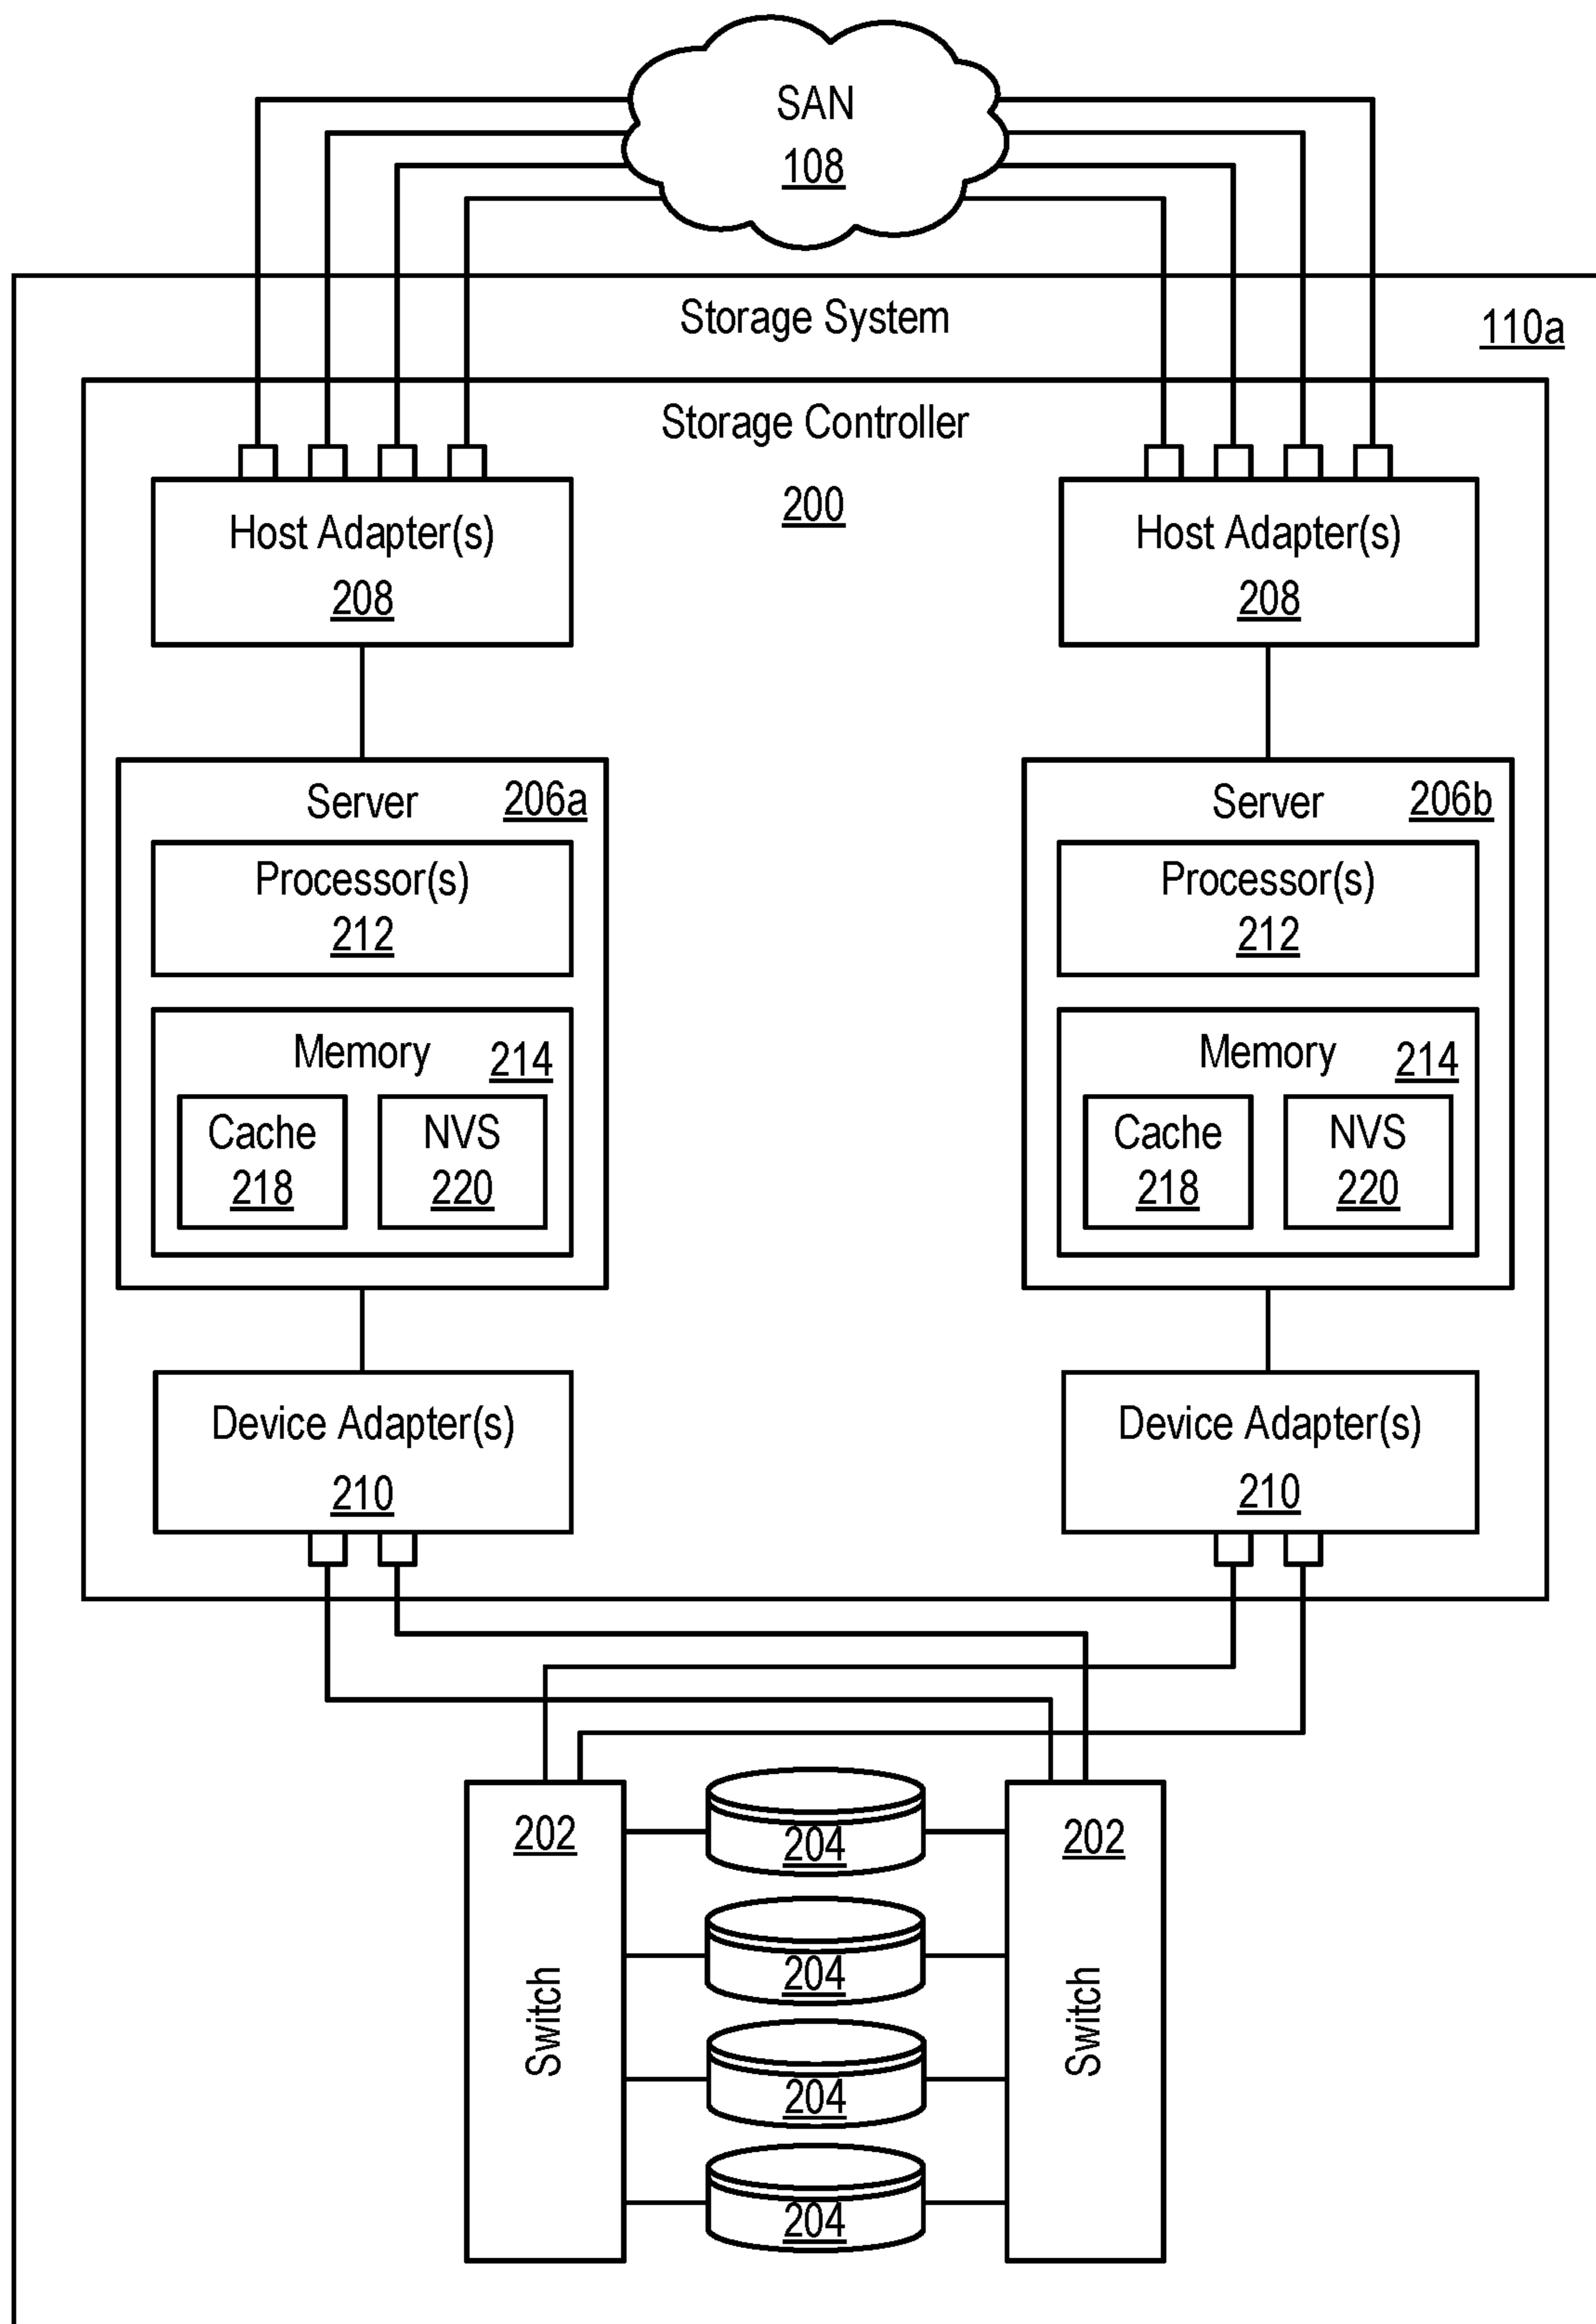 SAN
108
Storage System
110a
Storage Controller
200
Host Adapter(s)
208
Host Adapter(s)
208
Server
206a
Processor(s)
212
Memory
214
Cache
218
NVS
220
Server
206b
Processor(s)
212
Memory
214
Cache
218
NVS
220
Device Adapter(s)
210
Device Adapter(s)
210
202
Switch
204
204
204
204
202
Switch